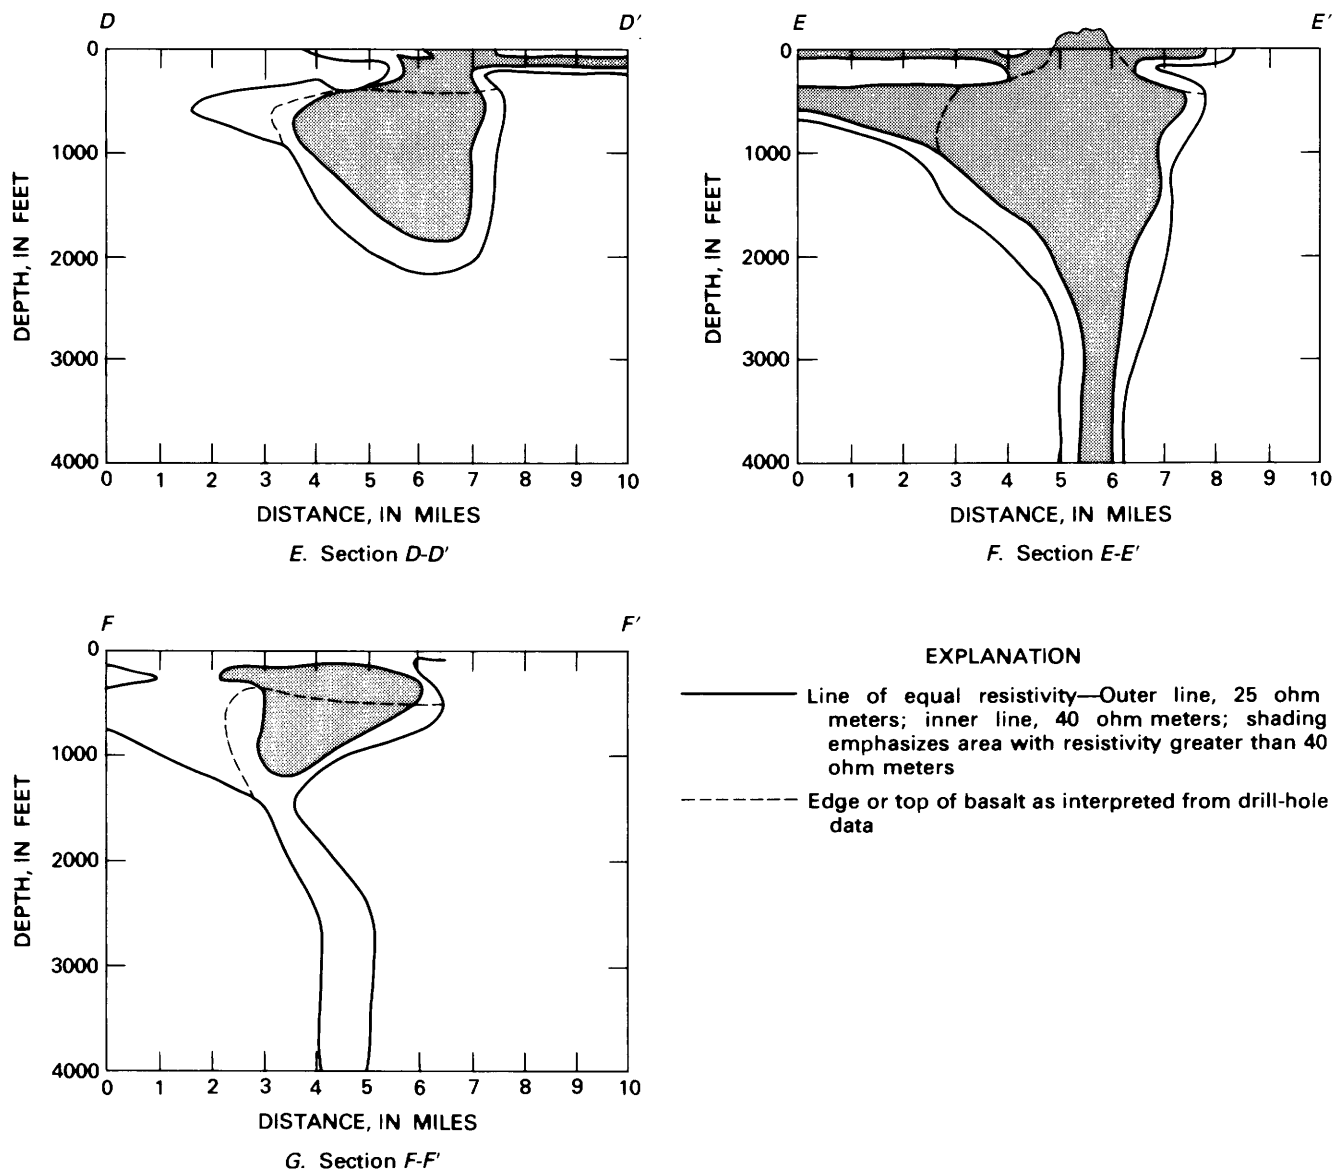 D D'
0
1000
2000
3000
4000
DEPTH, IN FEET
0 1 2 3 4 5 6 7 8 9 10
DISTANCE, IN MILES
E. Section D-D'
E E'
0
1000
2000
3000
4000
DEPTH, IN FEET
0 1 2 3 4 5 6 7 8 9 10
DISTANCE, IN MILES
F. Section E-E'
F F'
0
1000
2000
3000
4000
DEPTH, IN FEET
0 1 2 3 4 5 6 7 8 9 10
DISTANCE, IN MILES
G. Section F-F'
EXPLANATION
Line of equal resistivity—Outer line, 25 ohm
meters; inner line, 40 ohm meters; shading
emphasizes area with resistivity greater than 40
ohm meters
Edge or top of basalt as interpreted from drill-hole
data